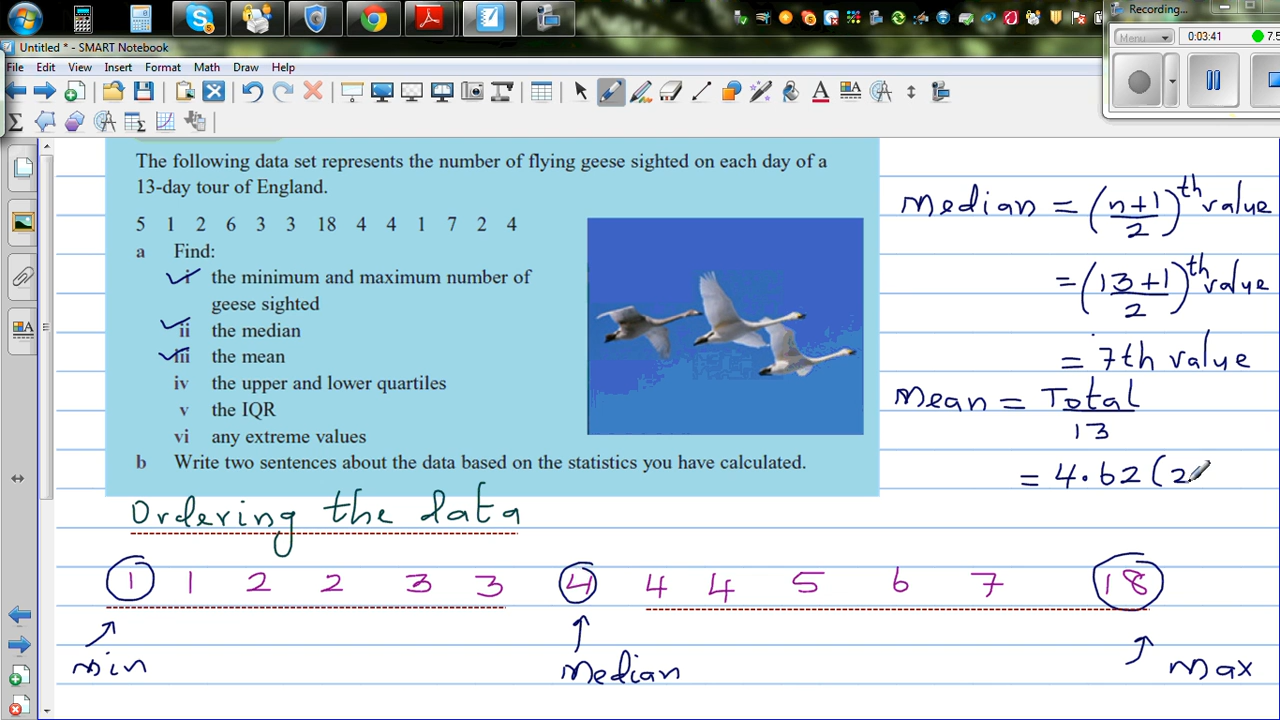 Recording...
Untitled * - SMART Notebook
Menu
0:03:41
7.5
File Edit View Insert Format Math Draw Help
The following data set represents the number of flying geese sighted on each day of a
13-day tour of England.
5 1 2 6 3 3 18 4 4 1 7 2 4
a Find:
i the minimum and maximum number of
geese sighted
ii the median
iii the mean
iv the upper and lower quartiles
v the IQR
vi any extreme values
b Write two sentences about the data based on the statistics you have calculated.
Median = (n+1/2)th value
= (13+1/2)th value
= 7th value
Mean = Total/13
= 4.62 (2
Ordering the data
1 1 2 2 3 3 4 4 4 5 6 7 18
Min Median Max